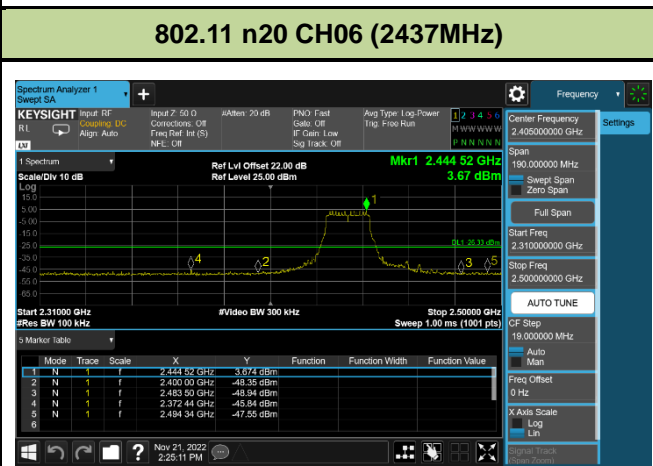 802.11 n20 CH06 (2437MHz)
Spectrum Analyzer 1
Swept SA
+
Frequency
KEYSIGHT
RL
LXI
Input: RF
Coupling: DC
Align: Auto
Input Z: 50 Ω
Corrections: Off
Freq Ref: Int (S)
NFE: Off
#Atten: 20 dB
PNO: Fast
Gate: Off
IF Gain: Low
Sig Track: Off
Avg Type: Log-Power
Trig: Free Run
1 2 3 4 5 6
M W W W W W
P N N N N N
Center Frequency
2.405000000 GHz
Settings
Span
190.000000 MHz
Swept Span
Zero Span
Full Span
Start Freq
2.310000000 GHz
Stop Freq
2.500000000 GHz
AUTO TUNE
CF Step
19.000000 MHz
Auto
Man
Freq Offset
0 Hz
X Axis Scale
Log
Lin
Signal Track
(Span Zoom)
1 Spectrum
Scale/Div 10 dB
Ref Lvl Offset 22.00 dB
Ref Level 25.00 dBm
Mkr1 2.444 52 GHz
3.67 dBm
Log
15.0
5.00
-5.00
-15.0
-25.0
-35.0
-45.0
-55.0
-65.0
1
DL1 -26.33 dBm
4
2
3
5
Start 2.31000 GHz
#Video BW 300 kHz
Stop 2.50000 GHz
#Res BW 100 kHz
Sweep 1.00 ms (1001 pts)
5 Marker Table
Mode Trace Scale X Y Function Function Width Function Value
1 N 1 f 2.444 52 GHz 3.674 dBm
2 N 1 f 2.400 00 GHz -48.35 dBm
3 N 1 f 2.483 50 GHz -48.94 dBm
4 N 1 f 2.372 44 GHz -45.84 dBm
5 N 1 f 2.494 34 GHz -47.55 dBm
6
?
Nov 21, 2022
2:25:11 PM